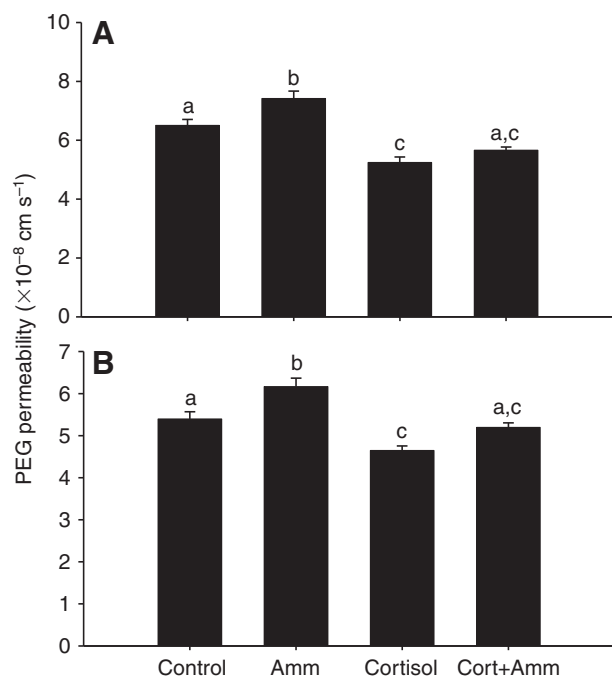 PEG permeability (×10⁻⁸ cm s⁻¹)
A
10
8
6
4
2
0
a
b
c
a,c
B
7
6
5
4
3
2
1
0
a
b
c
a,c
Control Amm Cortisol Cort+Amm